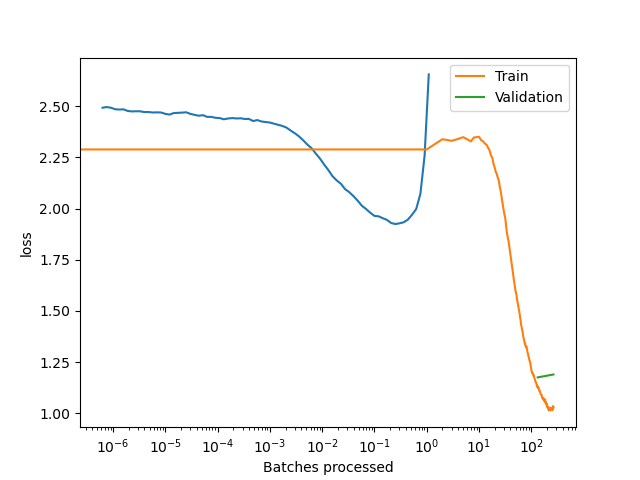 Train
Validation
2.50
2.25
2.00
1.75
1.50
1.25
1.00
loss
10⁻⁶ 10⁻⁵ 10⁻⁴ 10⁻³ 10⁻² 10⁻¹ 10⁰ 10¹ 10²
Batches processed